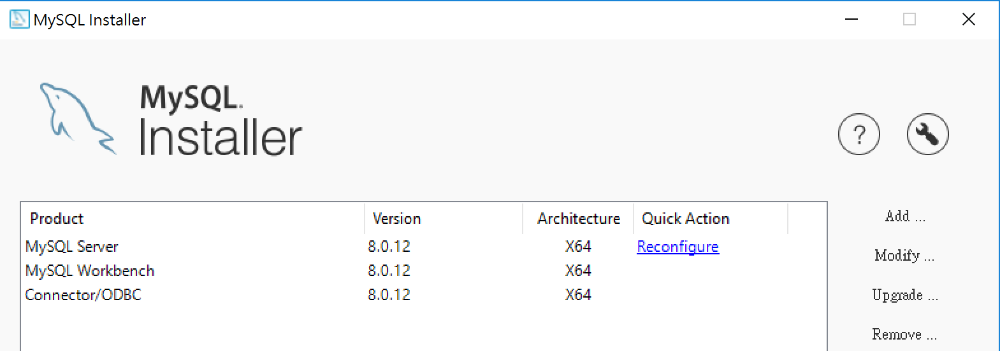 MySQL Installer
MySQL.
Installer
?
Product Version Architecture Quick Action
MySQL Server 8.0.12 X64 Reconfigure
MySQL Workbench 8.0.12 X64
Connector/ODBC 8.0.12 X64
Add ...
Modify ...
Upgrade ...
Remove ...